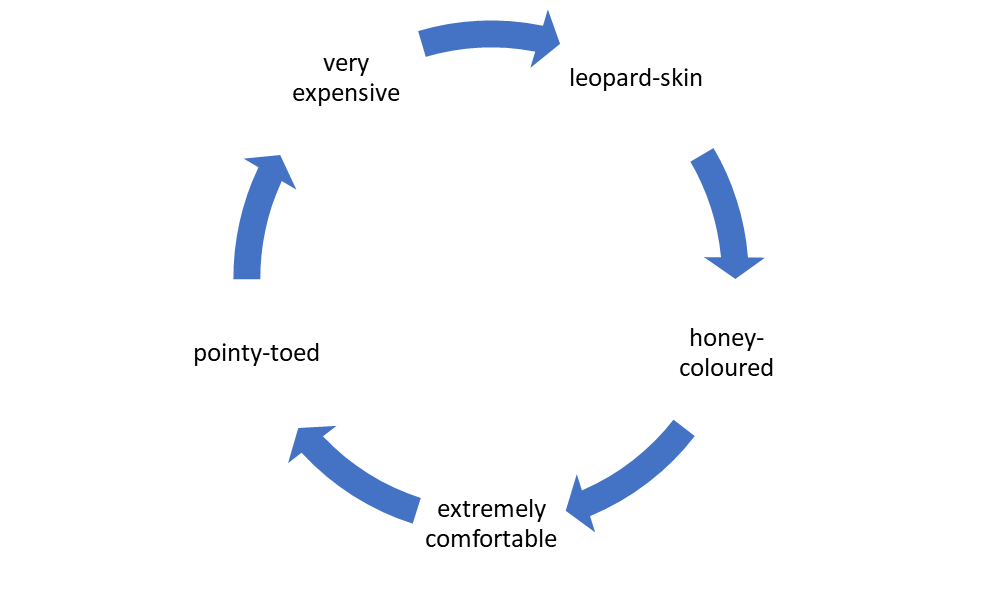 very
expensive
leopard-skin
honey-
coloured
extremely
comfortable
pointy-toed